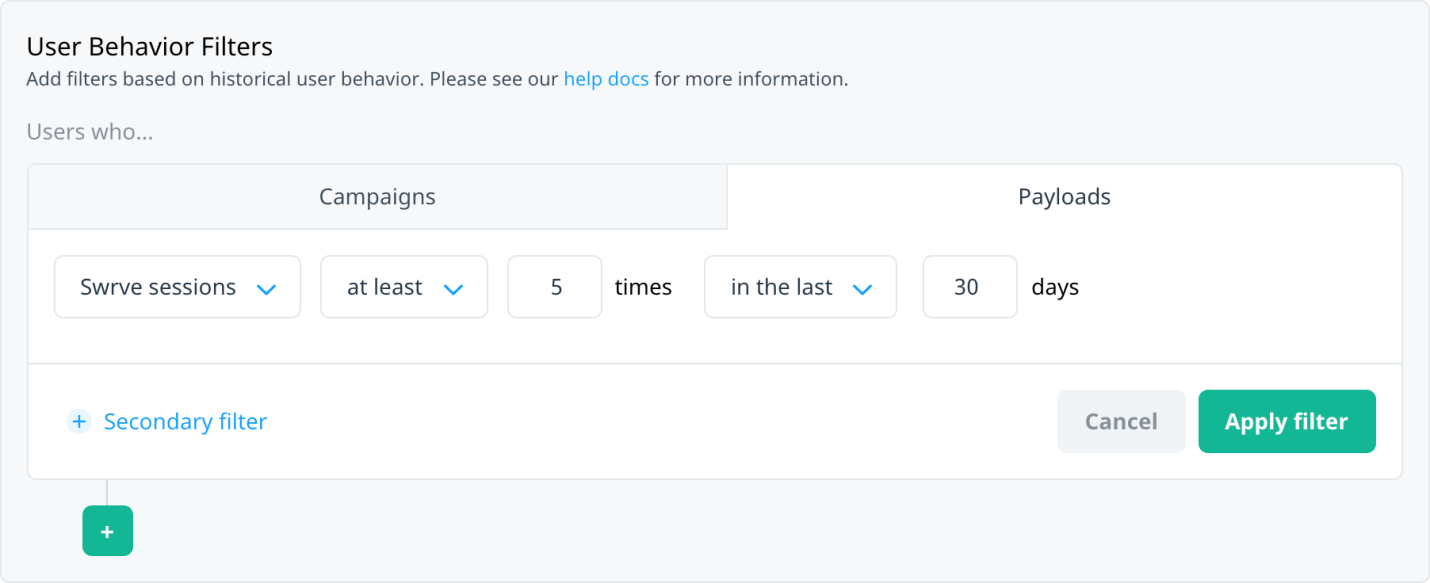 User Behavior Filters
Add filters based on historical user behavior. Please see our help docs for more information.
Users who...
Campaigns
Payloads
Swrve sessions at least 5 times in the last 30 days
+ Secondary filter
Cancel
Apply filter
+